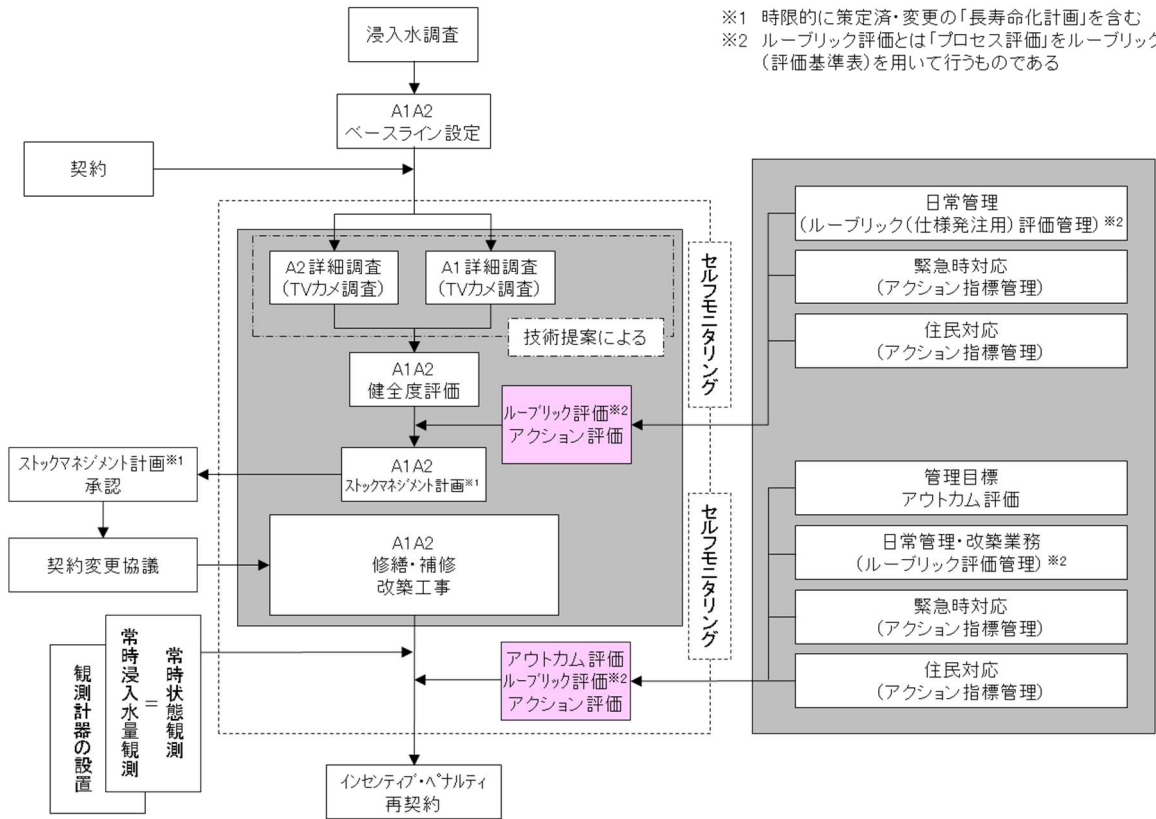 ※1 時限的に策定済・変更の「長寿命化計画」を含む
※2 ルーブリック評価とは「プロセス評価」をルーブリック
(評価基準表)を用いて行うものである
浸入水調査
A1A2
ベースライン設定
契約
A2詳細調査
(TVカメ調査)
A1詳細調査
(TVカメ調査)
技術提案による
A1A2
健全度評価
ルーブリック評価※2
アクション評価
A1A2
ストックマネジメント計画※1
ストックマネジメント計画※1
承認
契約変更協議
A1A2
修繕・補修
改築工事
セルフモニタリング
セルフモニタリング
日常管理
(ルーブリック(仕様発注用)評価管理)※2
緊急時対応
(アクション指標管理)
住民対応
(アクション指標管理)
管理目標
アウトカム評価
日常管理・改築業務
(ルーブリック評価管理)※2
緊急時対応
(アクション指標管理)
住民対応
(アクション指標管理)
アウトカム評価
ルーブリック評価※2
アクション評価
常時状態観測
=
常時浸入水量観測
観測計器の設置
インセンティブ・ペナルティ
再契約